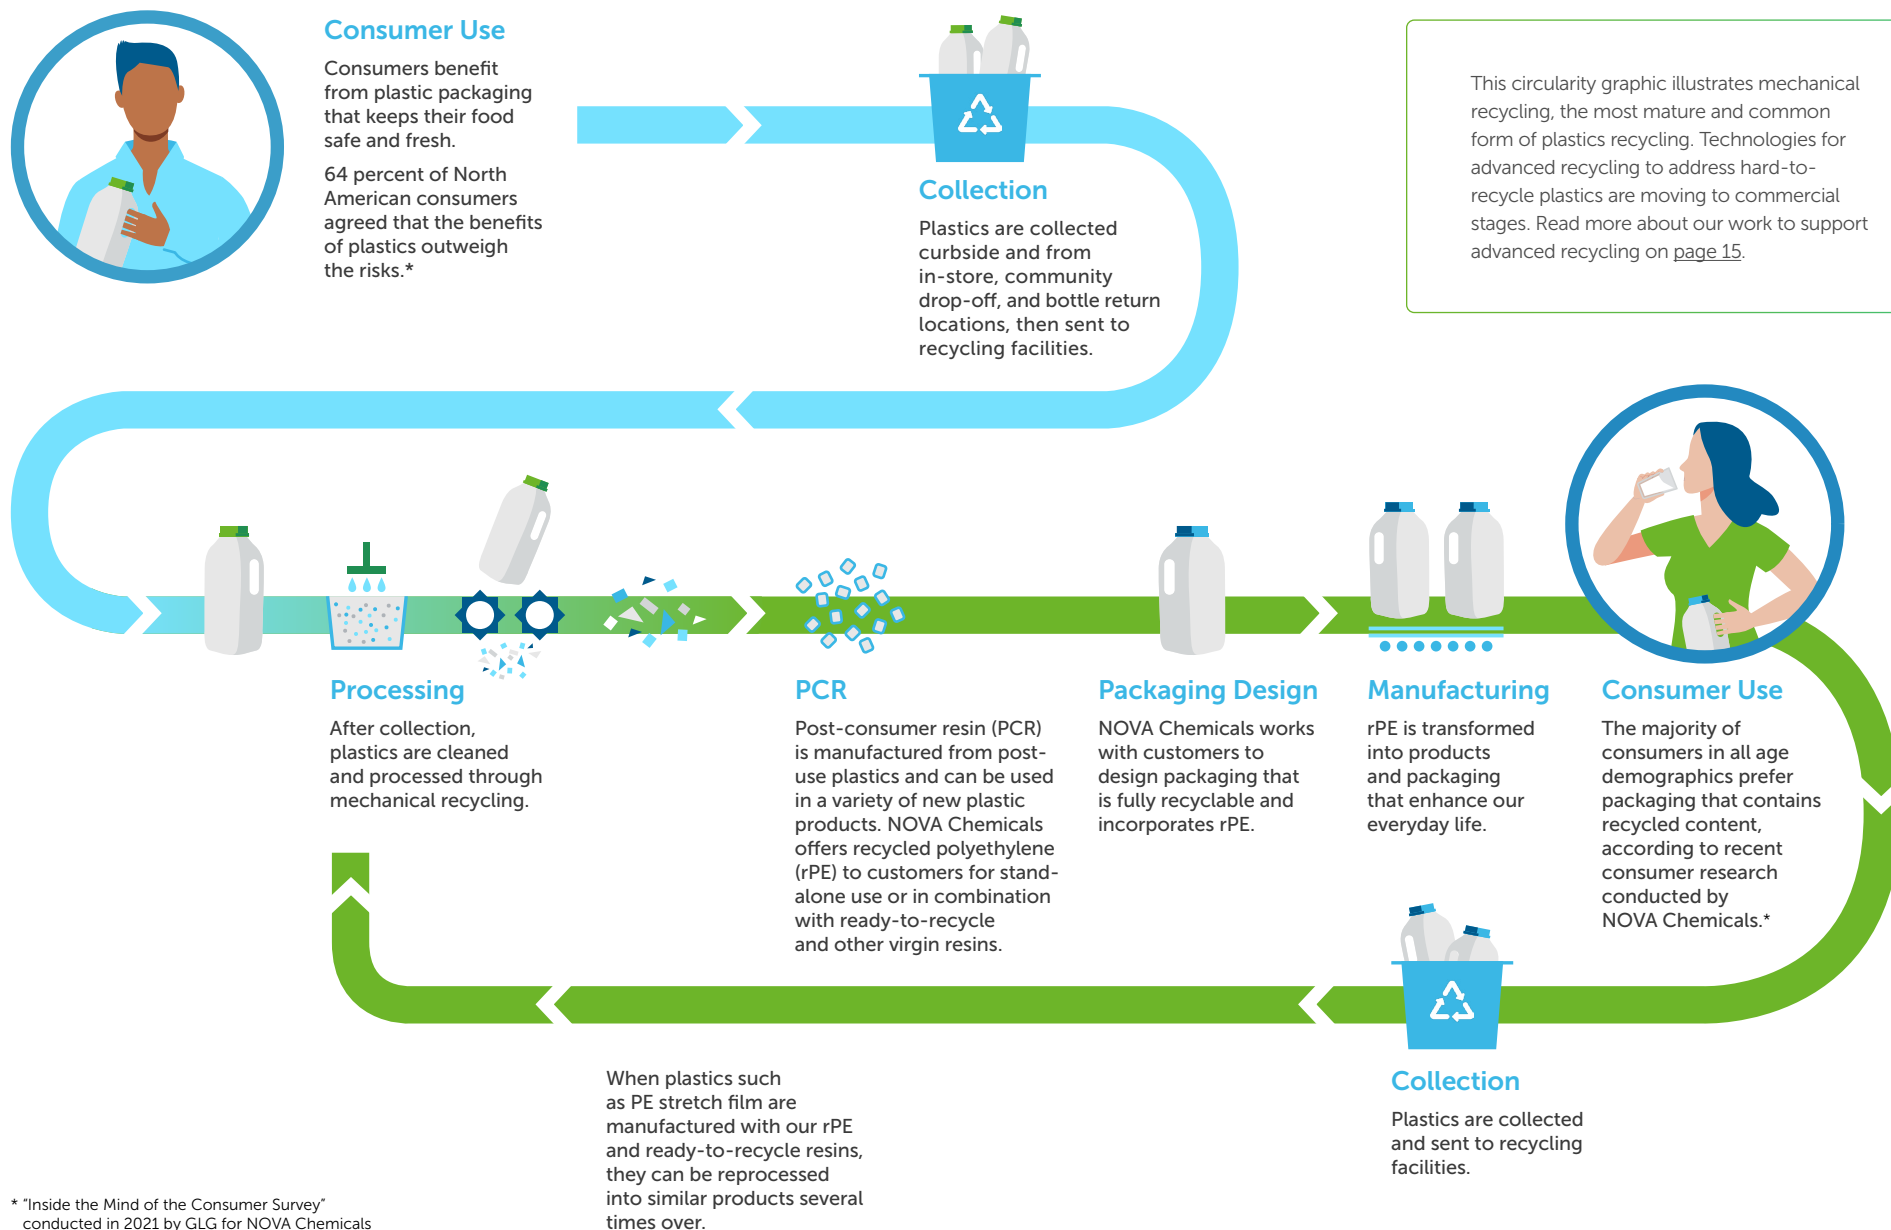 Consumer Use
Consumers benefit
from plastic packaging
that keeps their food
safe and fresh.
64 percent of North
American consumers
agreed that the benefits
of plastics outweigh
the risks.*
Collection
Plastics are collected
curbside and from
in-store, community
drop-off, and bottle return
locations, then sent to
recycling facilities.
This circularity graphic illustrates mechanical
recycling, the most mature and common
form of plastics recycling. Technologies for
advanced recycling to address hard-to-
recycle plastics are moving to commercial
stages. Read more about our work to support
advanced recycling on page 15.
Processing
After collection,
plastics are cleaned
and processed through
mechanical recycling.
PCR
Post-consumer resin (PCR)
is manufactured from post-
use plastics and can be used
in a variety of new plastic
products. NOVA Chemicals
offers recycled polyethylene
(rPE) to customers for stand-
alone use or in combination
with ready-to-recycle
and other virgin resins.
Packaging Design
NOVA Chemicals works
with customers to
design packaging that
is fully recyclable and
incorporates rPE.
Manufacturing
rPE is transformed
into products
and packaging
that enhance our
everyday life.
Consumer Use
The majority of
consumers in all age
demographics prefer
packaging that contains
recycled content,
according to recent
consumer research
conducted by
NOVA Chemicals.*
Collection
Plastics are collected
and sent to recycling
facilities.
When plastics such
as PE stretch film are
manufactured with our rPE
and ready-to-recycle resins,
they can be reprocessed
into similar products several
times over.
* "Inside the Mind of the Consumer Survey"
conducted in 2021 by GLG for NOVA Chemicals